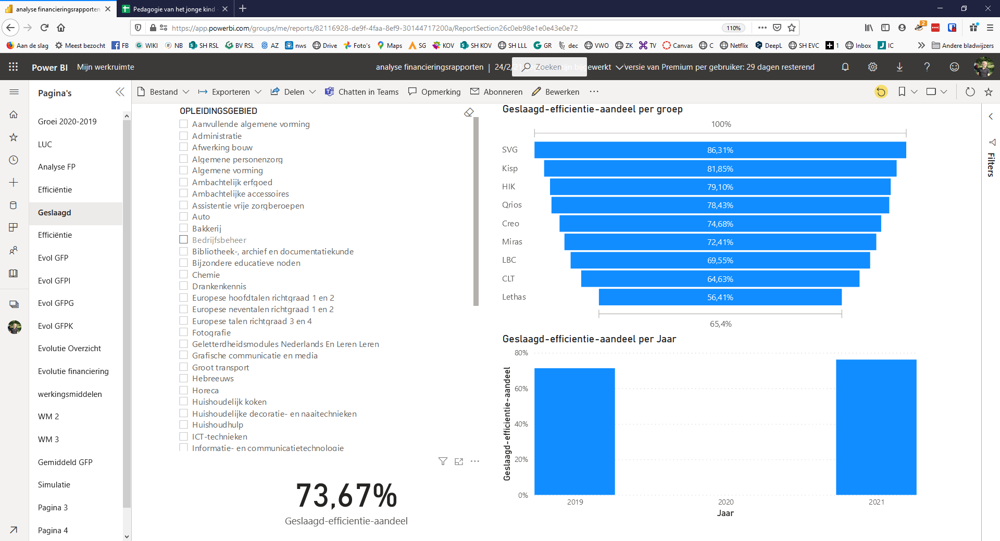 analyse financieringsrapporten
Pedagogie van het jonge kind
https://app.powerbi.com/groups/me/reports/82116928-de9f-4faa-8ef9-30144717200a/ReportSection26c0eb98e1e0e43e0e72
110%
2
Aan de slag
Meest bezocht
FB
WIKI
NB
SH RSL
BV RSL
AZ
nws
Drive
Foto's
Maps
SG
KOV
SH KOV
SH LLL
GR
dec
VWO
ZK
TV
Canvas
C
Netflix
DeepL
SH EVC
1
Inbox
IC
Andere bladwijzers
Power BI
Mijn werkruimte
analyse financieringsrapporten | 24/2/21
Zoeken
zijn bijgewerkt
versie van Premium per gebruiker: 29 dagen resterend
Pagina's
Bestand
Exporteren
Delen
Chatten in Teams
Opmerking
Abonneren
Bewerken
Groei 2020-2019
LUC
Analyse FP
Efficiëntie
Geslaagd
Efficiëntie
Evol GFP
Evol GFPI
Evol GFPG
Evol GFPK
Evolutie Overzicht
Evolutie financiering
werkingsmiddelen
WM 2
WM 3
Gemiddeld GFP
Simulatie
Pagina 3
Pagina 4
OPLEIDINGSGEBIED
Aanvullende algemene vorming
Administratie
Afwerking bouw
Algemene personenzorg
Algemene vorming
Ambachtelijk erfgoed
Ambachtelijke accessoires
Assistentie vrije zorgberoepen
Auto
Bakkerij
Bedrijfsbeheer
Bibliotheek-, archief en documentatiekunde
Bijzondere educatieve noden
Chemie
Drankenkennis
Europese hoofdtalen richtgraad 1 en 2
Europese neventalen richtgraad 1 en 2
Europese talen richtgraad 3 en 4
Fotografie
Geletterdheidsmodules Nederlands En Leren Leren
Grafische communicatie en media
Groot transport
Hebreeuws
Horeca
Huishoudelijk koken
Huishoudelijke decoratie- en naaitechnieken
Huishoudhulp
ICT-technieken
Informatie- en communicatietechnologie
73,67%
Geslaagd-efficientie-aandeel
Geslaagd-efficientie-aandeel per groep
100%
SVG 86,31%
Kisp 81,85%
HIK 79,10%
Qrios 78,43%
Creo 74,68%
Miras 72,41%
LBC 69,55%
CLT 64,63%
Lethas 56,41%
65,4%
Geslaagd-efficientie-aandeel per Jaar
Geslaagd-efficientie-aandeel
80%
60%
40%
20%
0%
2019
2020
2021
Jaar
Filters